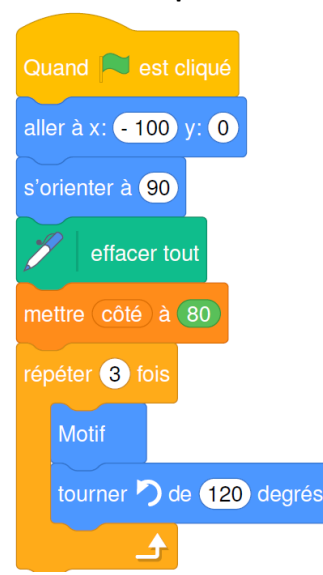 Quand est cliqué
aller à x: - 100 y: 0
s'orienter à 90
effacer tout
mettre côté à 80
répéter 3 fois
Motif
tourner de 120 degrés